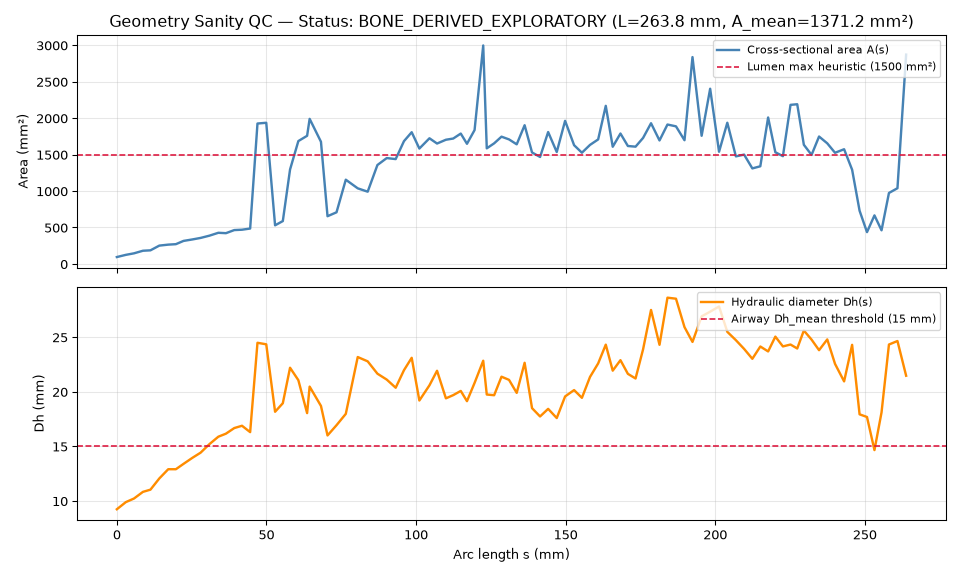 Geometry Sanity QC — Status: BONE_DERIVED_EXPLORATORY (L=263.8 mm, A_mean=1371.2 mm²)
Cross-sectional area A(s)
Lumen max heuristic (1500 mm²)
Area (mm²)
3000
2500
2000
1500
1000
500
0
Hydraulic diameter Dh(s)
Airway Dh_mean threshold (15 mm)
Dh (mm)
25
20
15
10
0 50 100 150 200 250
Arc length s (mm)